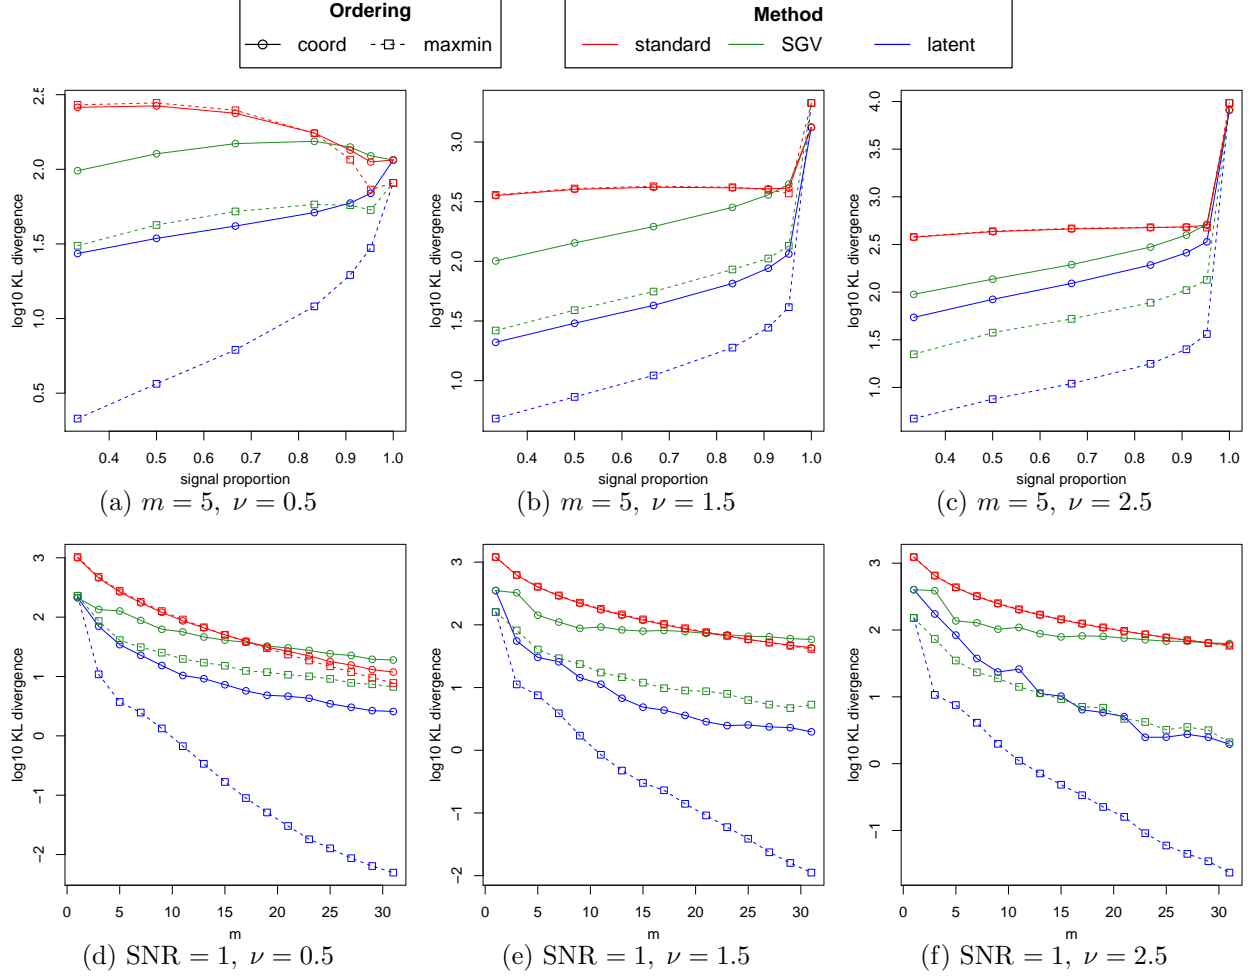 Ordering
coord maxmin
Method
standard SGV latent
log10 KL divergence
0.5 1.0 1.5 2.0 2.5
0.4 0.5 0.6 0.7 0.8 0.9 1.0
signal proportion
(a) m = 5, ν = 0.5
log10 KL divergence
1.0 1.5 2.0 2.5 3.0
0.4 0.5 0.6 0.7 0.8 0.9 1.0
signal proportion
(b) m = 5, ν = 1.5
log10 KL divergence
1.0 1.5 2.0 2.5 3.0 3.5 4.0
0.4 0.5 0.6 0.7 0.8 0.9 1.0
signal proportion
(c) m = 5, ν = 2.5
log10 KL divergence
−2 −1 0 1 2 3
0 5 10 15 20 25 30
m
(d) SNR = 1, ν = 0.5
log10 KL divergence
−2 −1 0 1 2 3
0 5 10 15 20 25 30
m
(e) SNR = 1, ν = 1.5
log10 KL divergence
−1 0 1 2 3
0 5 10 15 20 25 30
m
(f) SNR = 1, ν = 2.5